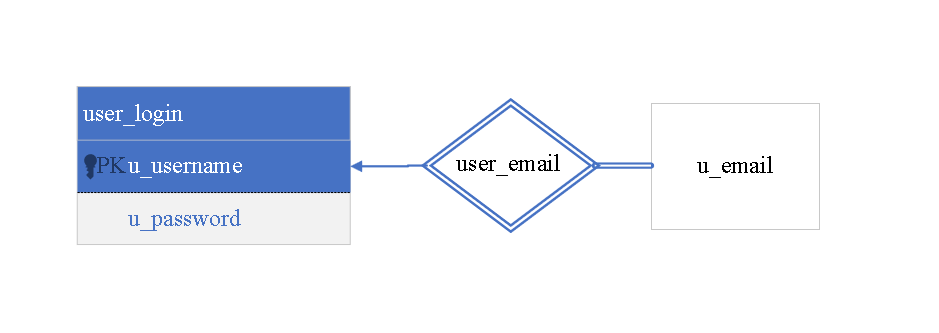 user_login
PK u_username
u_password
user_email
u_email